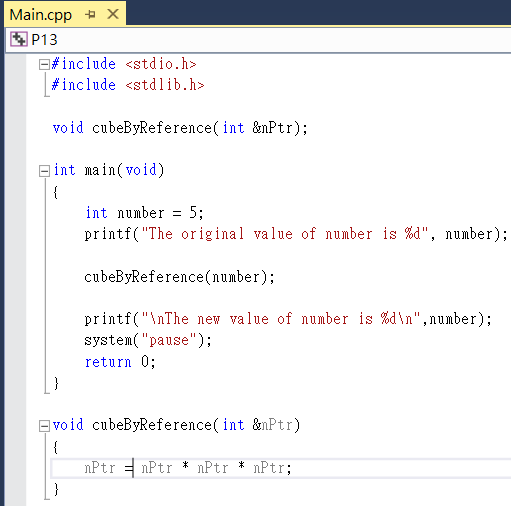 Main.cpp
P13
#include <stdio.h>
#include <stdlib.h>
void cubeByReference(int &nPtr);
int main(void)
{
int number = 5;
printf("The original value of number is %d", number);
cubeByReference(number);
printf("\nThe new value of number is %d\n",number);
system("pause");
return 0;
}
void cubeByReference(int &nPtr)
{
nPtr = nPtr * nPtr * nPtr;
}